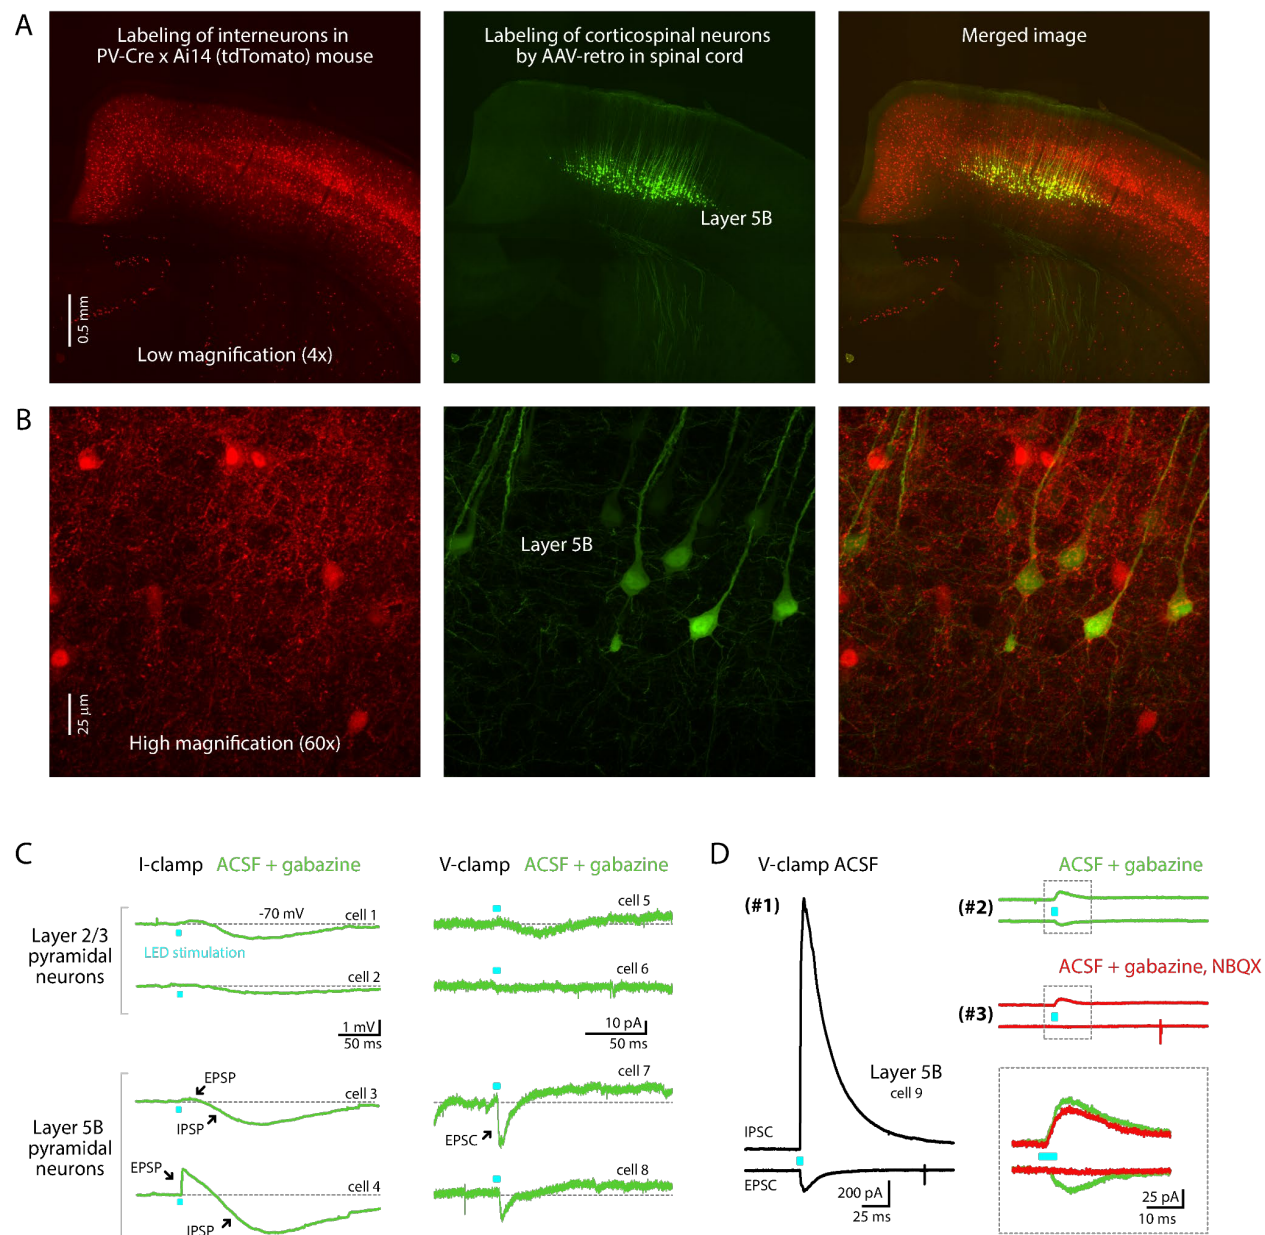 A
Labeling of interneurons in
PV-Cre x Ai14 (tdTomato) mouse
Labeling of corticospinal neurons
by AAV-retro in spinal cord
Merged image
Layer 5B
0.5 mm
Low magnification (4x)
B
Layer 5B
25 µm
High magnification (60x)
C
I-clamp ACSF + gabazine
V-clamp ACSF + gabazine
Layer 2/3
pyramidal
neurons
-70 mV
cell 1
LED stimulation
cell 2
1 mV
50 ms
cell 5
cell 6
10 pA
50 ms
Layer 5B
pyramidal
neurons
EPSP
cell 3
IPSP
EPSP
cell 4
IPSP
cell 7
EPSC
cell 8
D
V-clamp ACSF
(#1)
Layer 5B
cell 9
IPSC
EPSC
200 pA
25 ms
ACSF + gabazine
(#2)
ACSF + gabazine, NBQX
(#3)
25 pA
10 ms